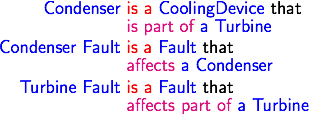 Condenser is a CoolingDevice that
is part of a Turbine
Condenser Fault is a Fault that
affects a Condenser
Turbine Fault is a Fault that
affects part of a Turbine